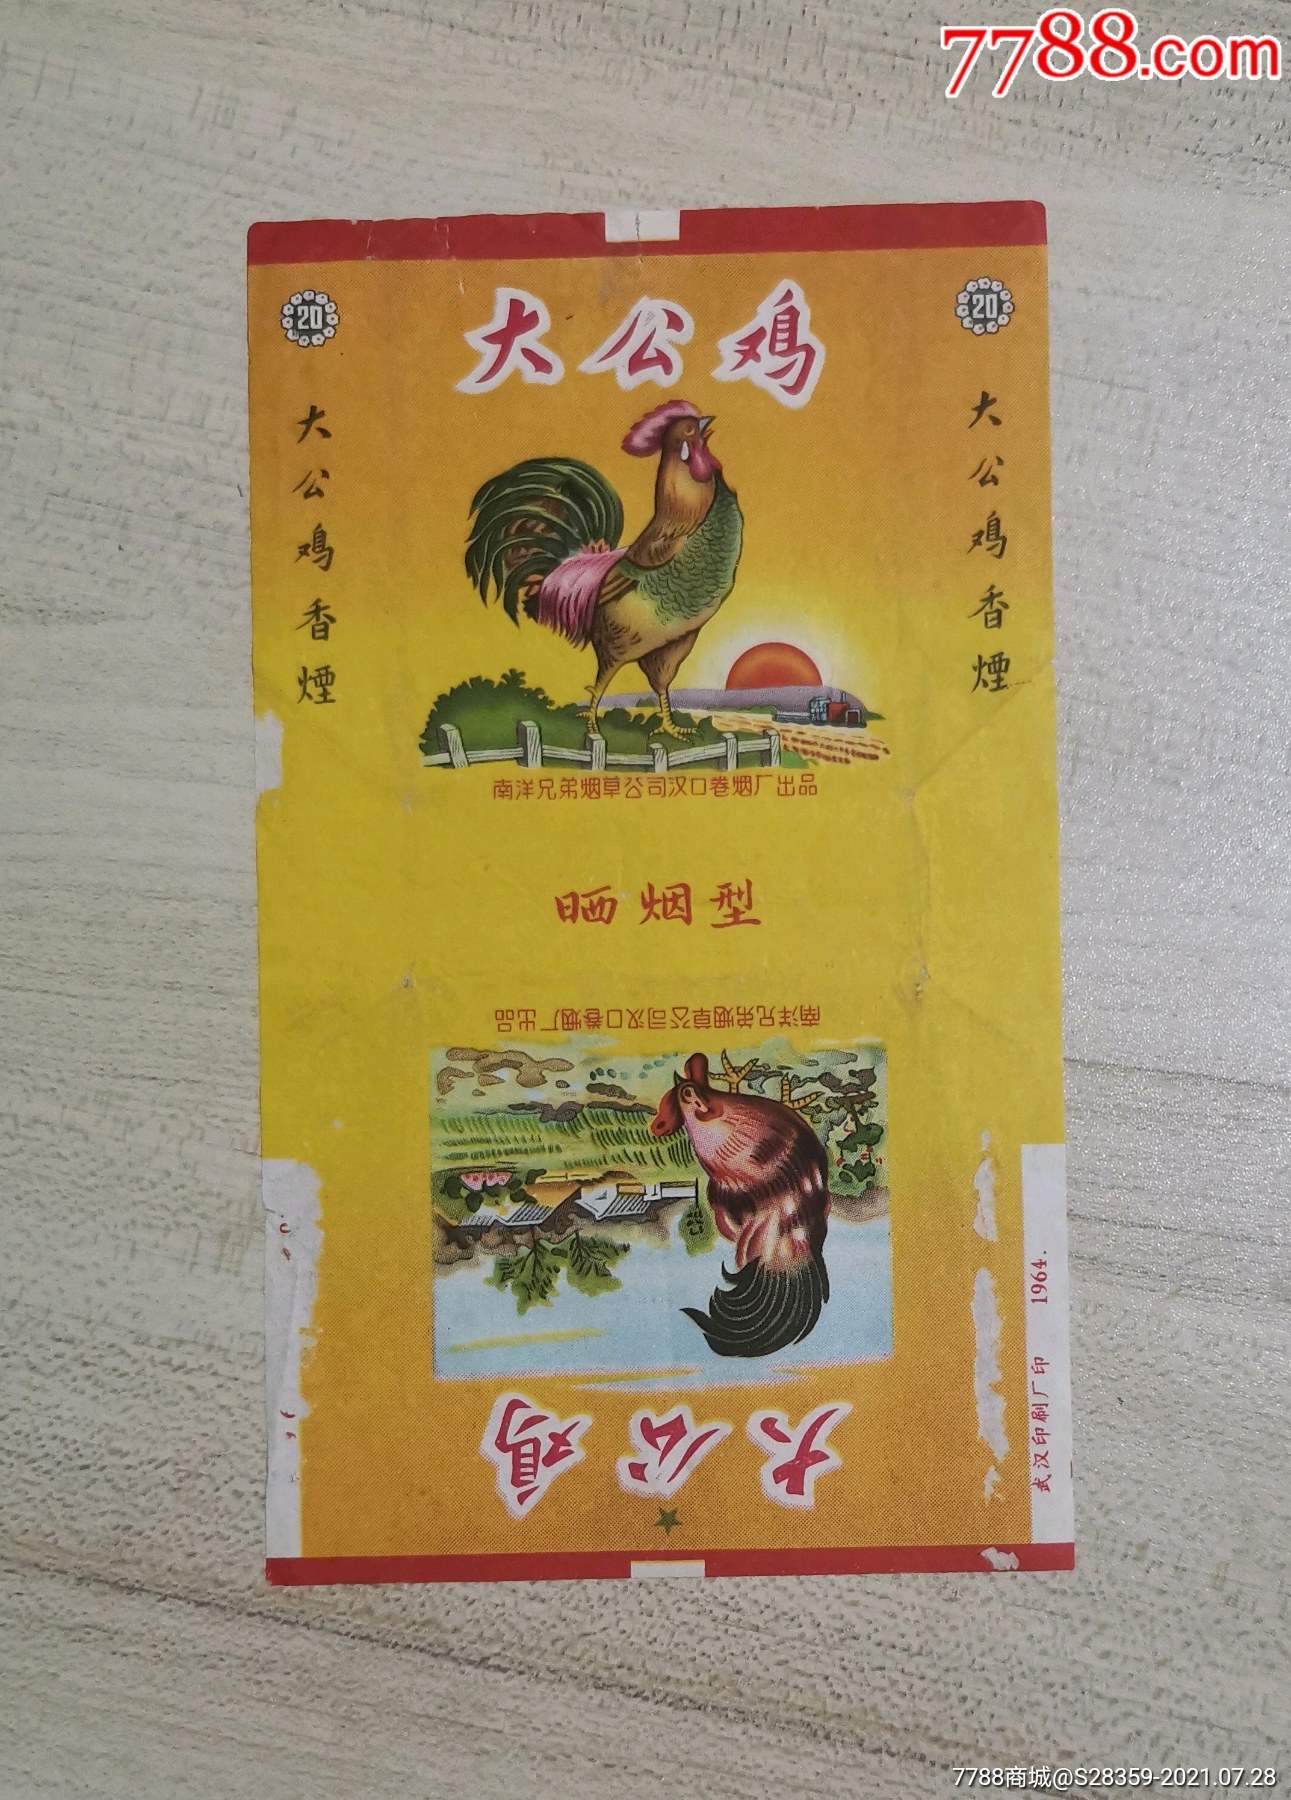 7788.com
大公鸡
20
20
大公鸡香煙
大公鸡香煙
南洋兄弟烟草公司汉口卷烟厂出品
晒烟型
南洋兄弟烟草公司汉口卷烟厂出品
大公鸡
武汉印刷厂印 1964.
7788商城@S28359-2021.07.28